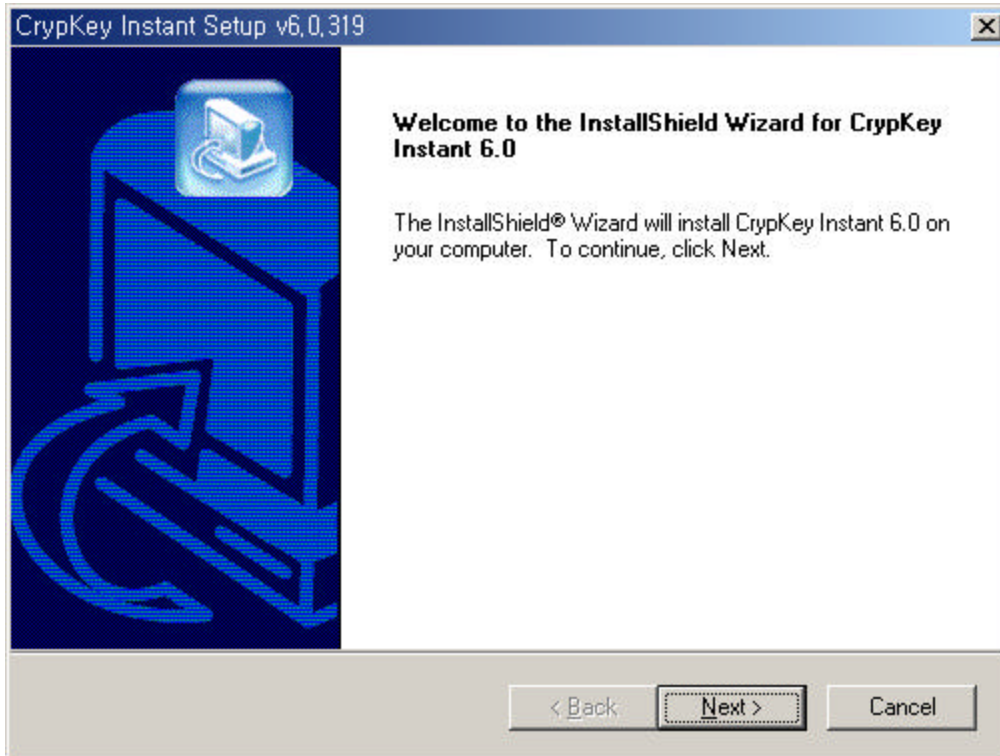 CrypKey Instant Setup v6,0,319
Welcome to the InstallShield Wizard for CrypKey
Instant 6.0
The InstallShield® Wizard will install CrypKey Instant 6.0 on
your computer. To continue, click Next.
< Back
Next >
Cancel